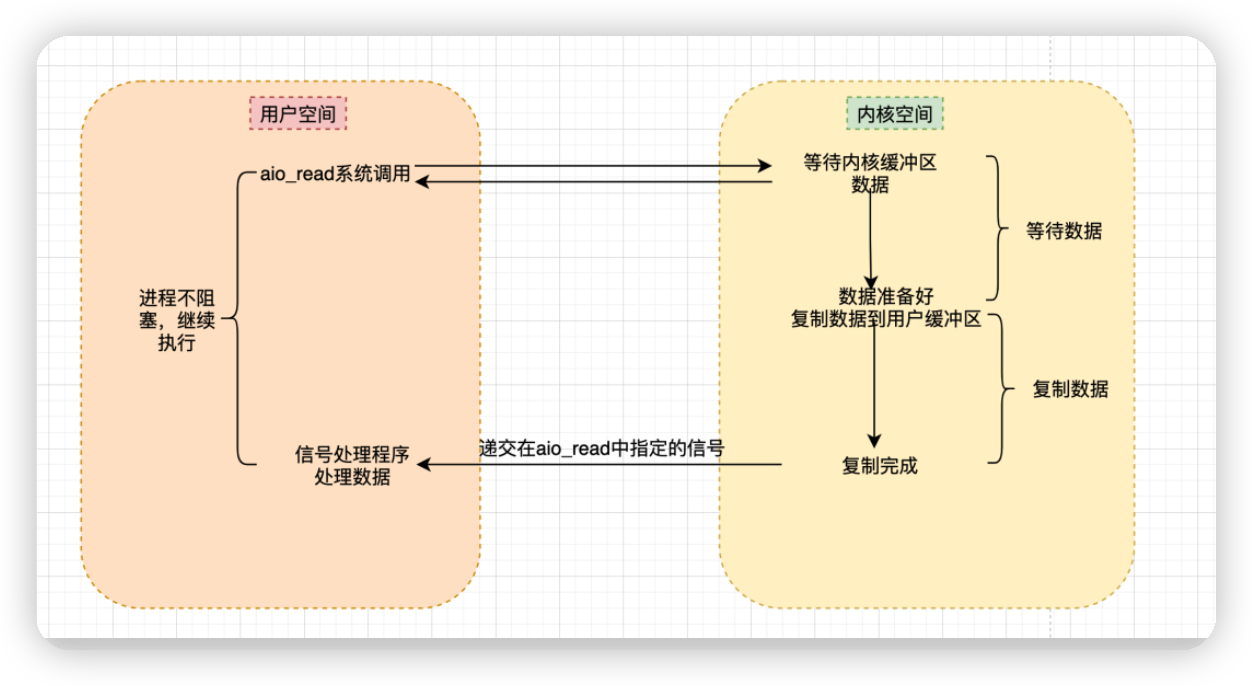 用户空间
内核空间
aio_read系统调用
等待内核缓冲区
数据
等待数据
进程不阻
塞，继续
执行
数据准备好
复制数据到用户缓冲区
复制数据
递交在aio_read中指定的信号
信号处理程序
处理数据
复制完成